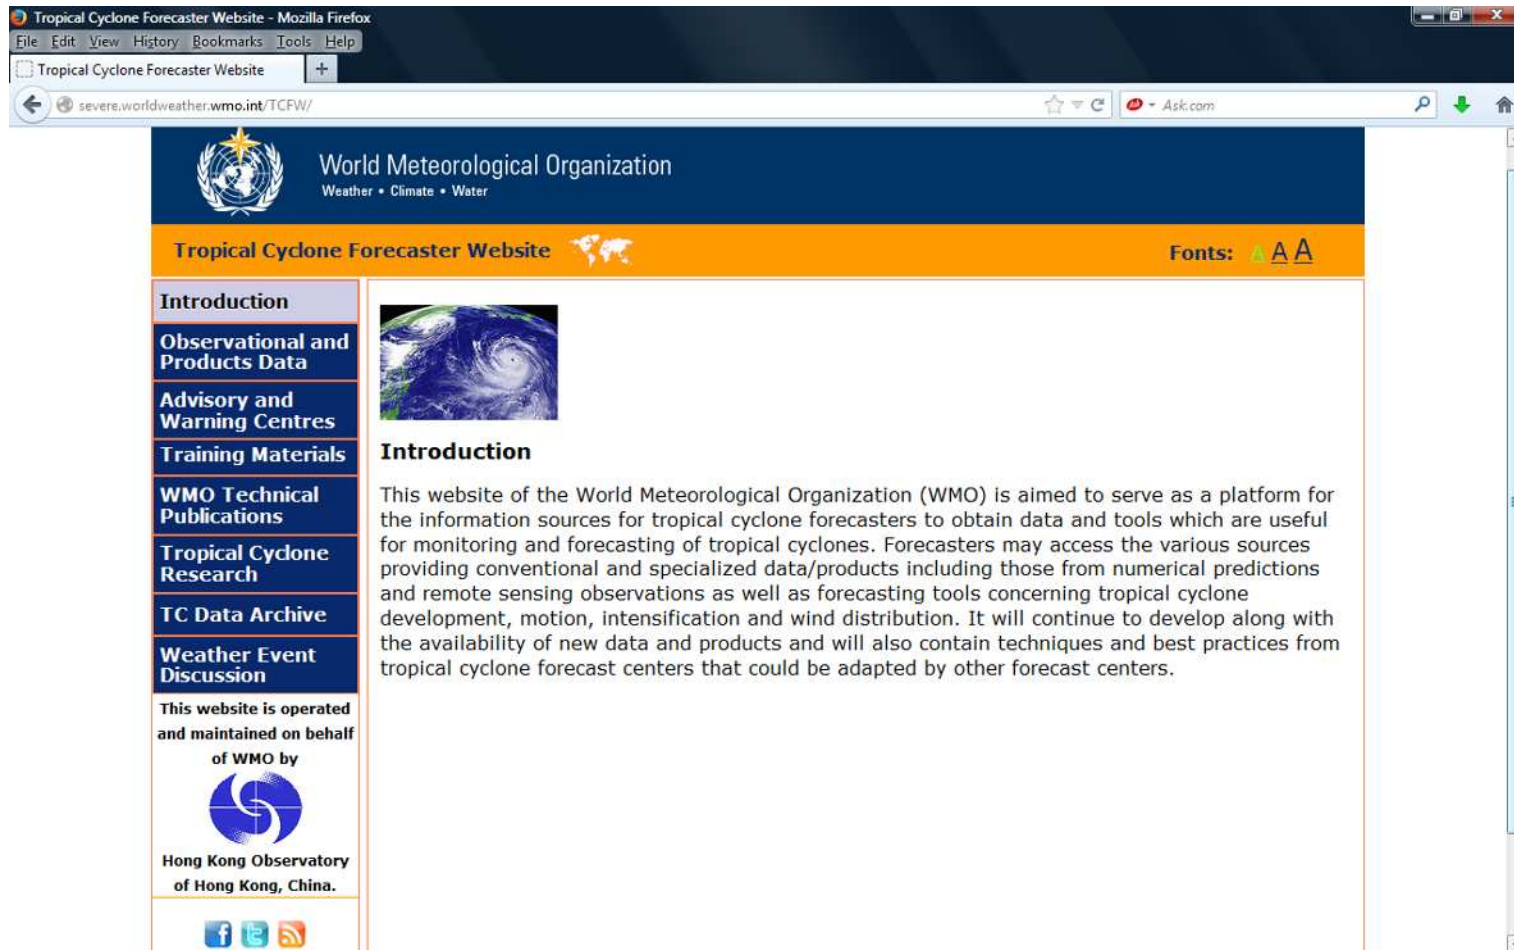 Tropical Cyclone Forecaster Website - Mozilla Firefox
File Edit View History Bookmarks Tools Help
Tropical Cyclone Forecaster Website +
severe.worldweather.wmo.int/TCFW/
Ask.com
World Meteorological Organization
Weather • Climate • Water
Tropical Cyclone Forecaster Website
Fonts: A A A
Introduction
Observational and
Products Data
Advisory and
Warning Centres
Training Materials
WMO Technical
Publications
Tropical Cyclone
Research
TC Data Archive
Weather Event
Discussion
This website is operated
and maintained on behalf
of WMO by
Hong Kong Observatory
of Hong Kong, China.
Introduction
This website of the World Meteorological Organization (WMO) is aimed to serve as a platform for
the information sources for tropical cyclone forecasters to obtain data and tools which are useful
for monitoring and forecasting of tropical cyclones. Forecasters may access the various sources
providing conventional and specialized data/products including those from numerical predictions
and remote sensing observations as well as forecasting tools concerning tropical cyclone
development, motion, intensification and wind distribution. It will continue to develop along with
the availability of new data and products and will also contain techniques and best practices from
tropical cyclone forecast centers that could be adapted by other forecast centers.